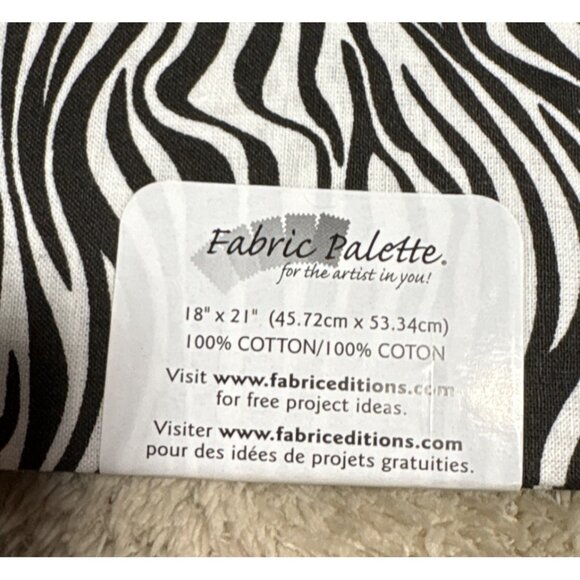 Fabric Palette.
for the artist in you!
18" x 21" (45.72cm x 53.34cm)
100% COTTON/100% COTON
Visit www.fabriceditions.com
for free project ideas.
Visiter www.fabriceditions.com
pour des idées de projets gratuities.